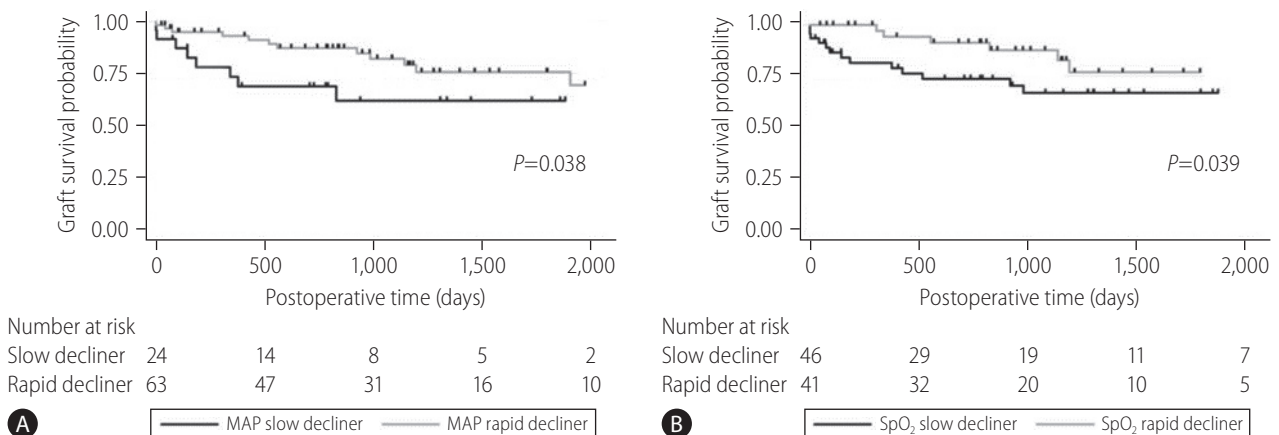 1.00
0.75
0.50
0.25
0.00
Graft survival probability
P=0.038
0 500 1,000 1,500 2,000
Postoperative time (days)
Number at risk
Slow decliner 24 14 8 5 2
Rapid decliner 63 47 31 16 10
A
MAP slow decliner MAP rapid decliner
1.00
0.75
0.50
0.25
0.00
Graft survival probability
P=0.039
0 500 1,000 1,500 2,000
Postoperative time (days)
Number at risk
Slow decliner 46 29 19 11 7
Rapid decliner 41 32 20 10 5
B
SpO₂ slow decliner SpO₂ rapid decliner